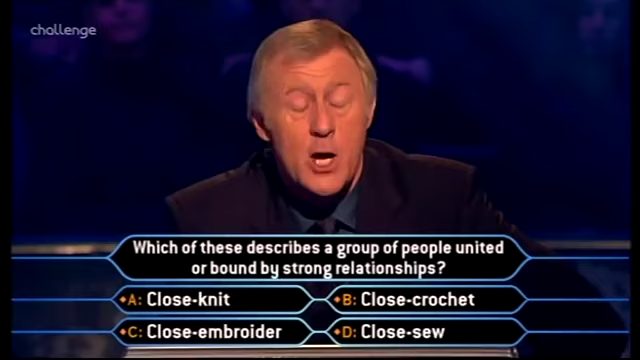 challenge
Which of these describes a group of people united
or bound by strong relationships?
A: Close-knit
B: Close-crochet
C: Close-embroider
D: Close-sew